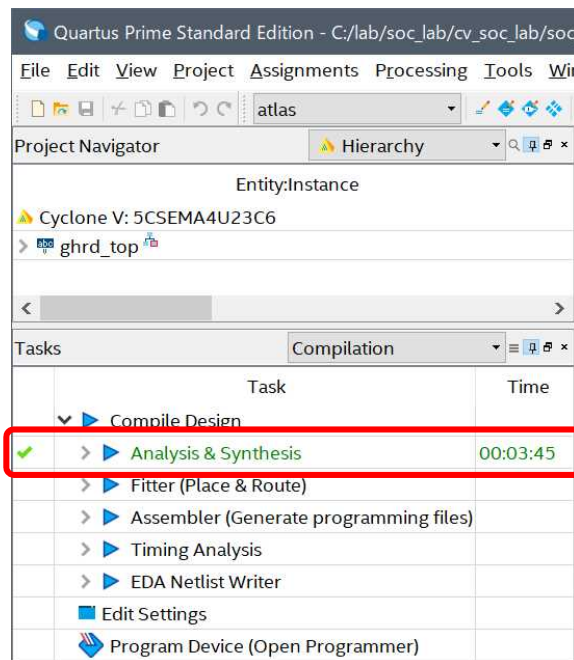 Quartus Prime Standard Edition - C:/lab/soc_lab/cv_soc_lab/soc
File Edit View Project Assignments Processing Tools Wi
atlas
Project Navigator Hierarchy
Entity:Instance
Cyclone V: 5CSEMA4U23C6
abc ghrd_top
Tasks Compilation
Task Time
Compile Design
Analysis & Synthesis 00:03:45
Fitter (Place & Route)
Assembler (Generate programming files)
Timing Analysis
EDA Netlist Writer
Edit Settings
Program Device (Open Programmer)